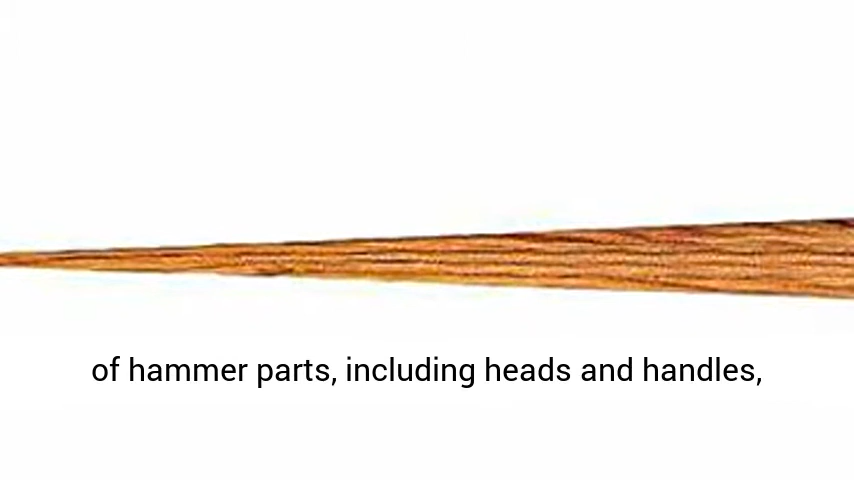 of hammer parts, including heads and handles,